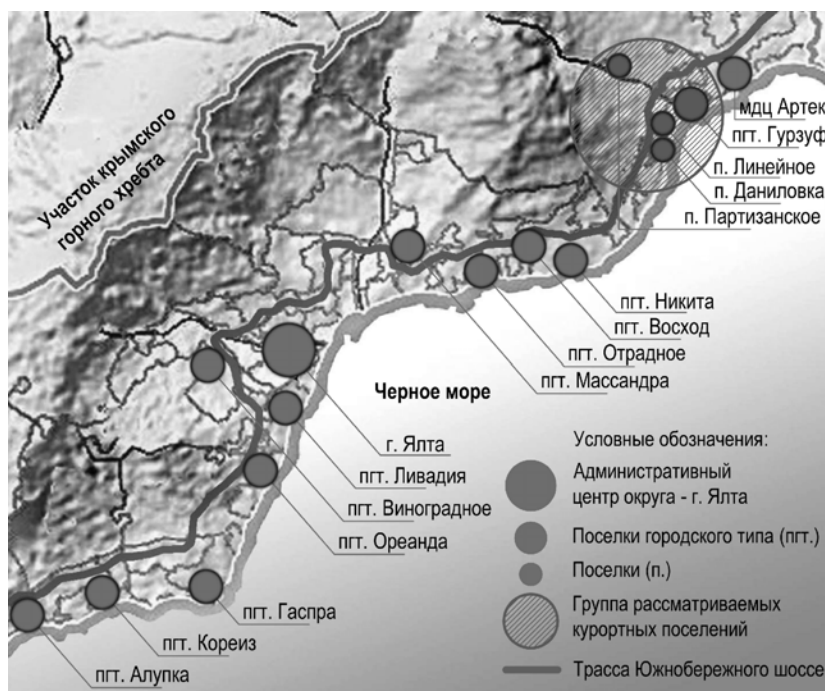 Участок крымского
горного хребта
мдц Артек
пгт. Гурзуф
п. Линейное
п. Даниловка
п. Партизанское
пгт. Никита
пгт. Восход
пгт. Отрадное
пгт. Массандра
Черное море
г. Ялта
пгт. Ливадия
пгт. Виноградное
пгт. Ореанда
пгт. Гаспра
пгт. Кореиз
пгт. Алупка
Условные обозначения:
Административный
центр округа - г. Ялта
Поселки городского типа (пгт.)
Поселки (п.)
Группа рассматриваемых
курортных поселений
Трасса Южнобережного шоссе